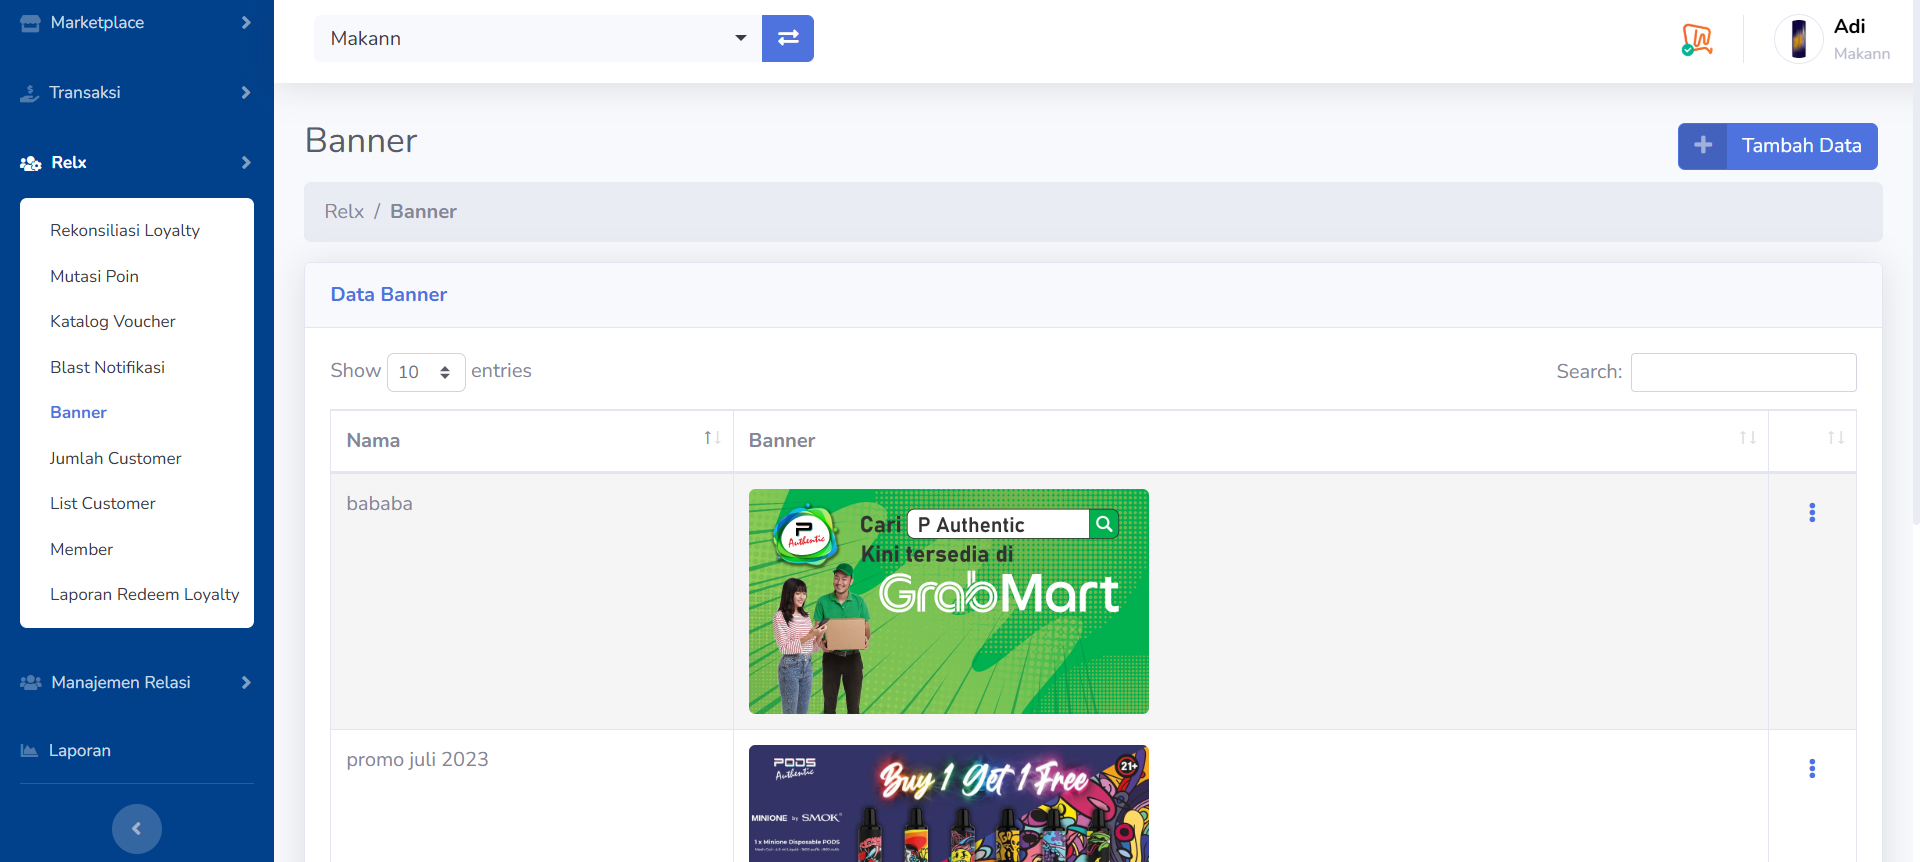 Marketplace
Transaksi
Relx
Rekonsiliasi Loyalty
Mutasi Poin
Katalog Voucher
Blast Notifikasi
Banner
Jumlah Customer
List Customer
Member
Laporan Redeem Loyalty
Manajemen Relasi
Laporan
Makann
Adi
Makann
Banner
Tambah Data
Relx / Banner
Data Banner
Show 10 entries
Search:
Nama
Banner
bababa
P
Authentic
Cari P Authentic
Kini tersedia di
GrabMart
promo juli 2023
PODS
Authentic
Buy 1 Get 1 Free
21+
MINIONE by SMOK
1 x Minione Disposable PODS